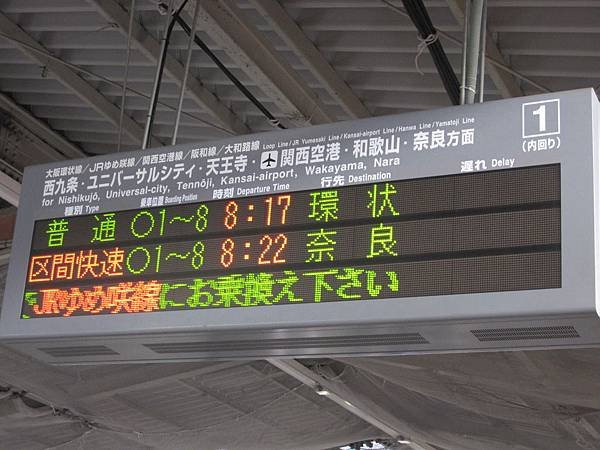 大阪環状線/JRゆめ咲線/関西空港線/阪和線/大和路線 Loop Line/JR Yumesaki Line/Kansai-airport Line/Hanwa Line/Yamatoji Line
西九条・ユニバーサルシティ・天王寺・関西空港・和歌山・奈良方面
for Nishikujō, Universal-city, Tennōji, Kansai-airport, Wakayama, Nara
1
(内回り)
種別 Type 乗車位置 Boarding Position 時刻 Departure Time 行先 Destination 遅れ Delay
普通 ○1～8 8:17 環状
区間快速 ○1～8 8:22 奈良
JRゆめ咲線にお乗換え下さい